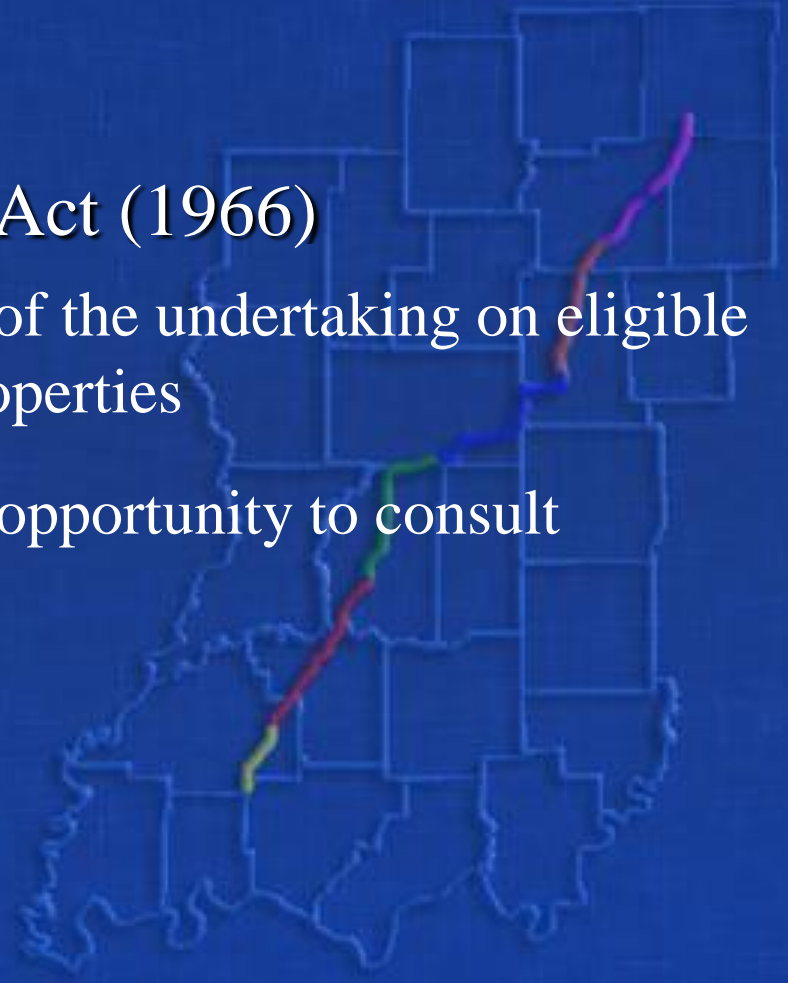 Act (1966)
of the undertaking on eligible
operties
opportunity to consult